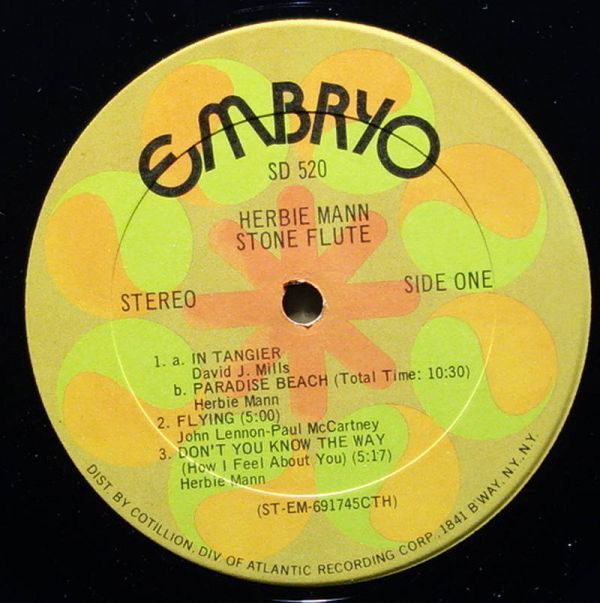 EMBRYO
SD 520
HERBIE MANN
STONE FLUTE
STEREO
SIDE ONE
1. a. IN TANGIER
David J. Mills
b. PARADISE BEACH (Total Time: 10:30)
Herbie Mann
2. FLYING (5:00)
John Lennon-Paul McCartney
3. DON'T YOU KNOW THE WAY
(How I Feel About You) (5:17)
Herbie Mann
(ST-EM-691745CTH)
DIST. BY COTILLION, DIV. OF ATLANTIC RECORDING CORP., 1841 B'WAY, N.Y., N.Y.